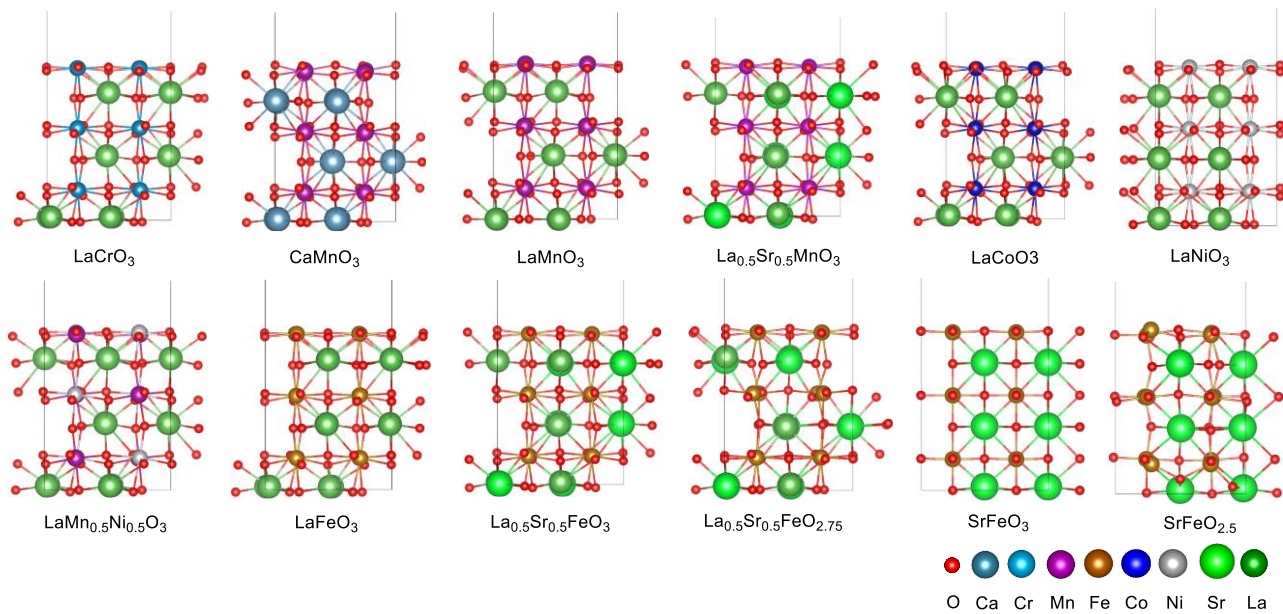 LaCrO₃ CaMnO₃ LaMnO₃ La₀.₅Sr₀.₅MnO₃ LaCoO3 LaNiO₃
LaMn₀.₅Ni₀.₅O₃ LaFeO₃ La₀.₅Sr₀.₅FeO₃ La₀.₅Sr₀.₅FeO₂.₇₅ SrFeO₃ SrFeO₂.₅
O Ca Cr Mn Fe Co Ni Sr La